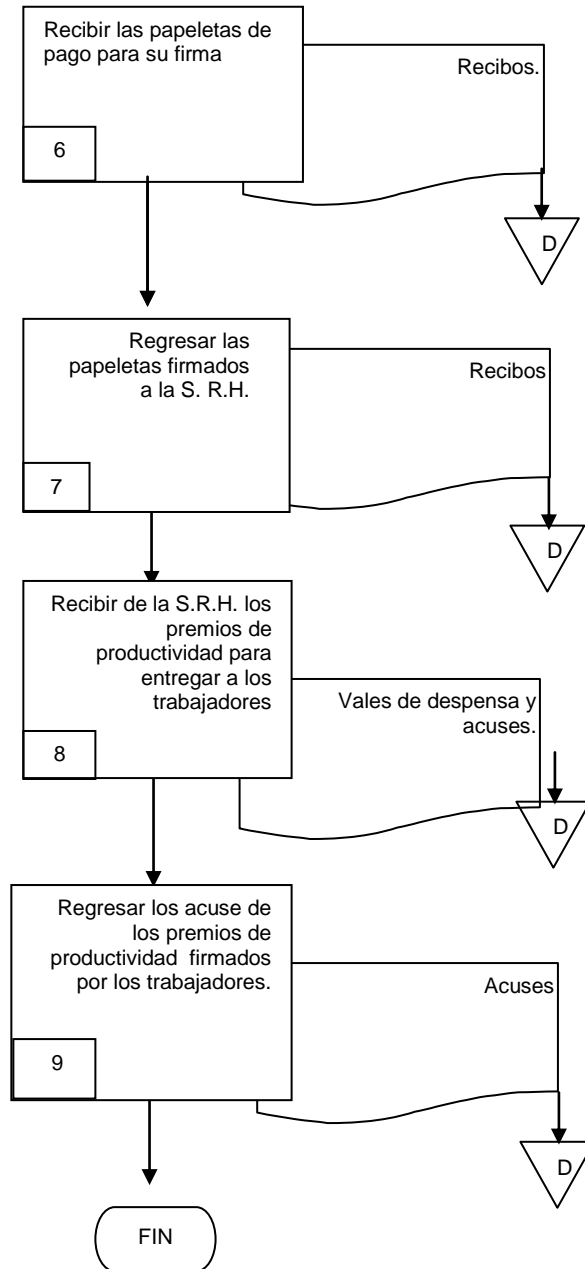 Recibir las papeletas de
pago para su firma
6
Recibos.
D
Regresar las
papeletas firmados
a la S. R.H.
7
Recibos
D
Recibir de la S.R.H. los
premios de
productividad para
entregar a los
trabajadores
8
Vales de despensa y
acuses.
D
Regresar los acuse de
los premios de
productividad firmados
por los trabajadores.
9
Acuses
D
FIN